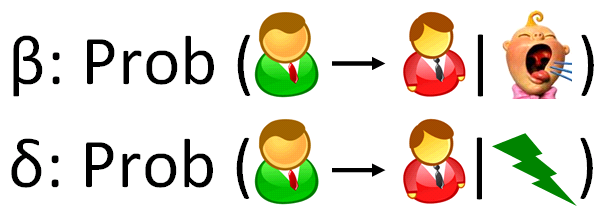 β: Prob ( → | )
δ: Prob ( → | )